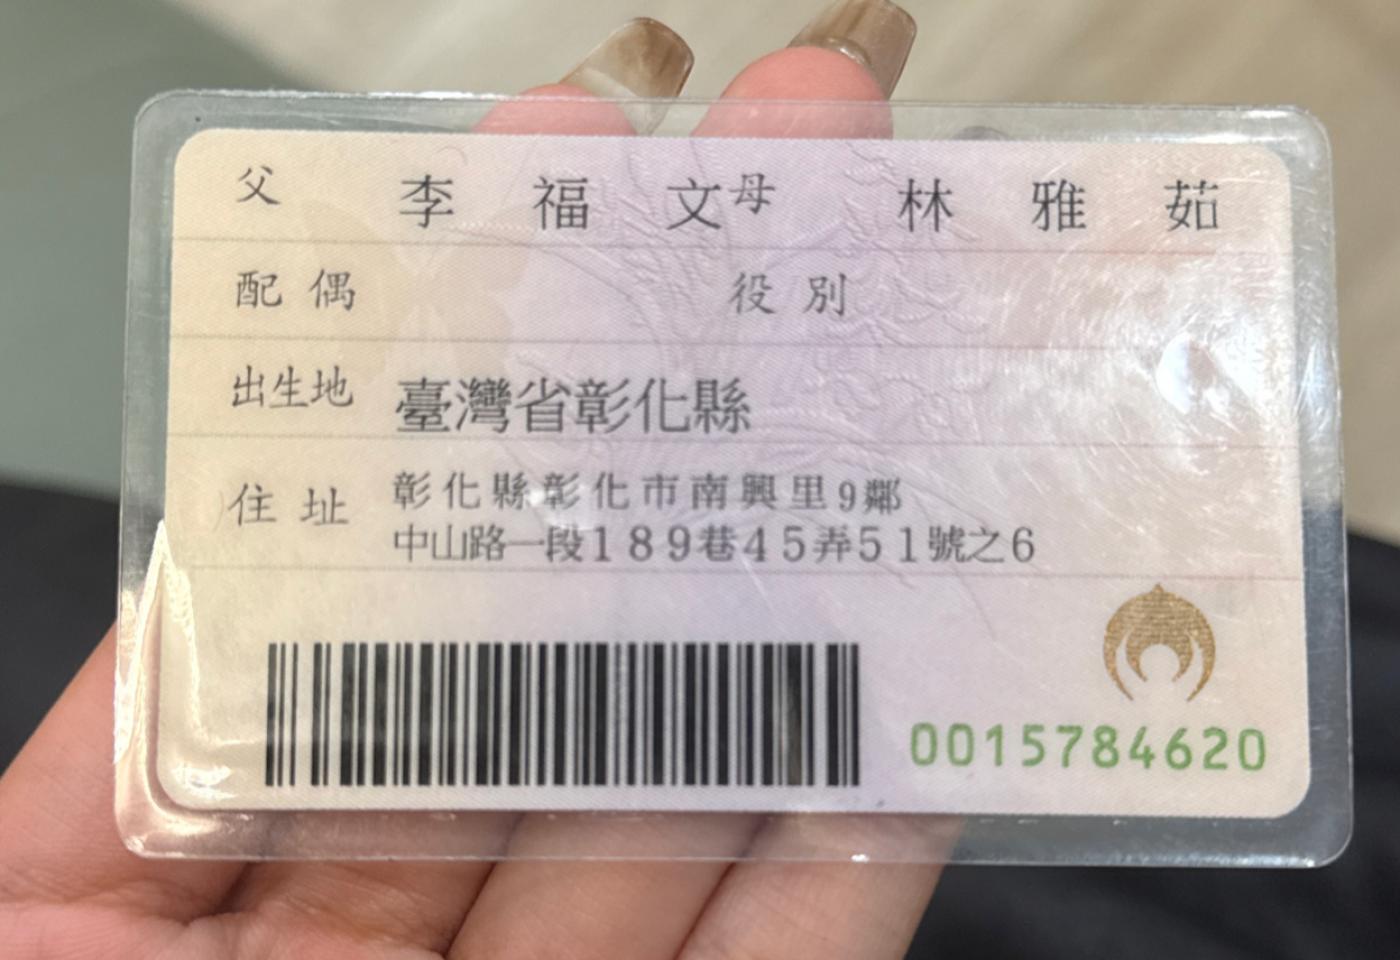 父 李福文 母 林雅茹
配偶 役別
出生地 臺灣省彰化縣
住址 彰化縣彰化市南興里9鄰
中山路一段189巷45弄51號之6
0015784620